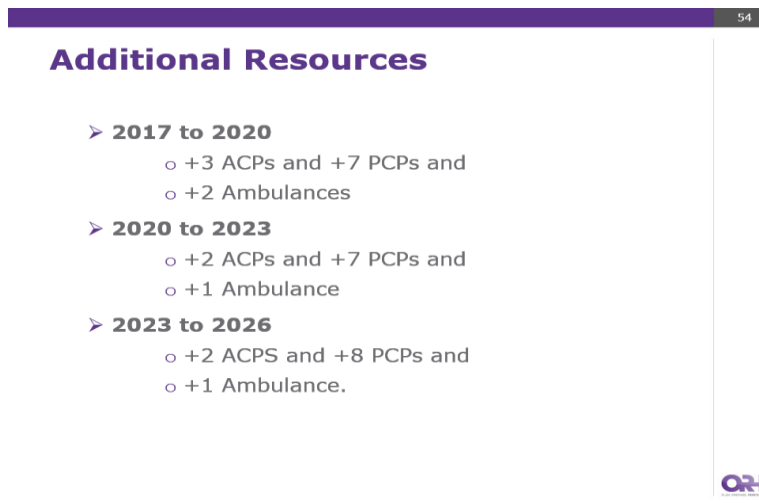 54
Additional Resources
➢ 2017 to 2020
o +3 ACPs and +7 PCPs and
o +2 Ambulances
➢ 2020 to 2023
o +2 ACPs and +7 PCPs and
o +1 Ambulance
➢ 2023 to 2026
o +2 ACPS and +8 PCPs and
o +1 Ambulance.